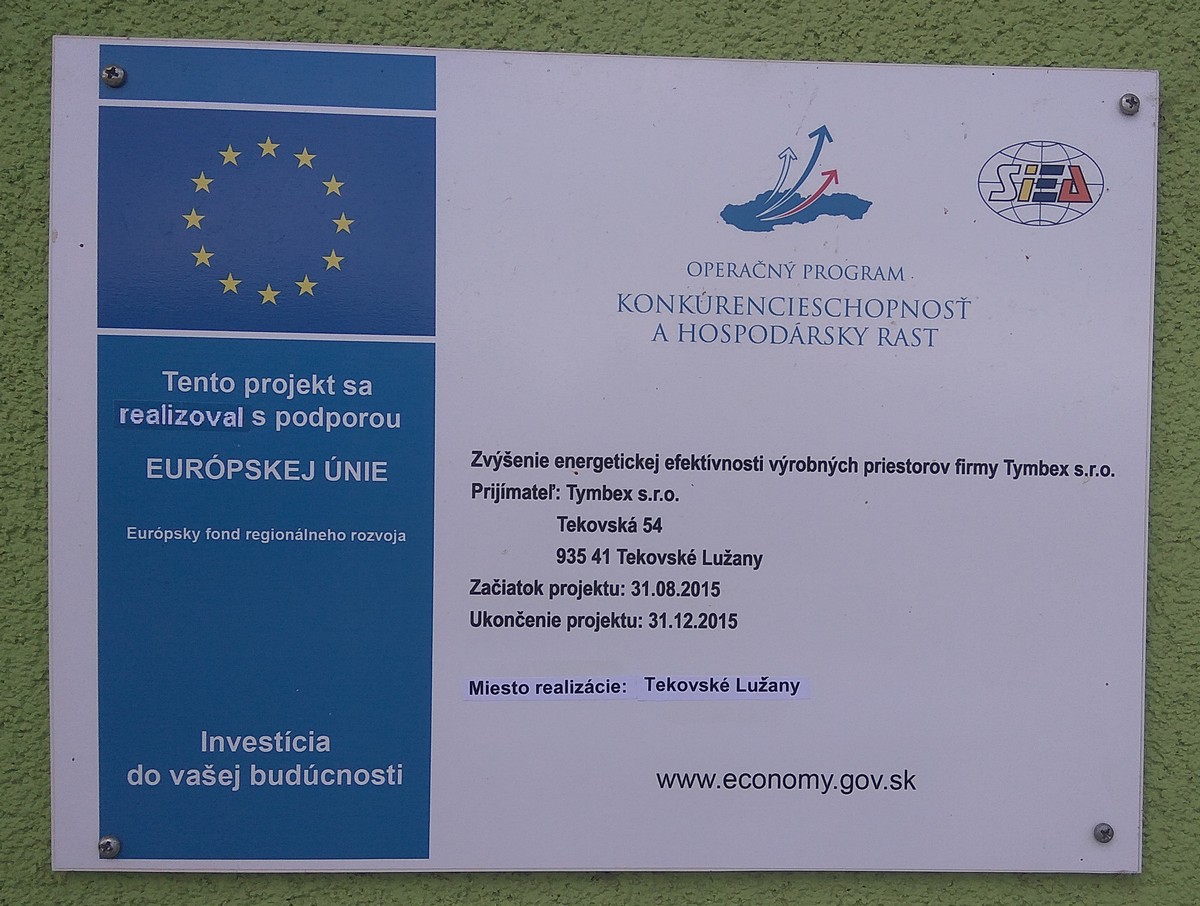 Tento projekt sa
realizoval s podporou
EURÓPSKEJ ÚNIE
Európsky fond regionálneho rozvoja
Investícia
do vašej budúcnosti
SiEA
OPERAČNÝ PROGRAM
KONKURENCIESCHOPNOSŤ
A HOSPODÁRSKY RAST
Zvýšenie energetickej efektívnosti výrobných priestorov firmy Tymbex s.r.o.
Prijímateľ: Tymbex s.r.o.
Tekovská 54
935 41 Tekovské Lužany
Začiatok projektu: 31.08.2015
Ukončenie projektu: 31.12.2015
Miesto realizácie: Tekovské Lužany
www.economy.gov.sk